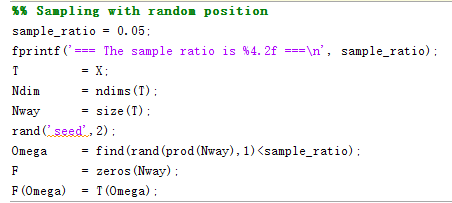 %% Sampling with random position
sample_ratio = 0.05;
fprintf('=== The sample ratio is %4.2f ===\n', sample_ratio);
T = X;
Ndim = ndims(T);
Nway = size(T);
rand('seed',2);
Omega = find(rand(prod(Nway),1)<sample_ratio);
F = zeros(Nway);
F(Omega) = T(Omega);